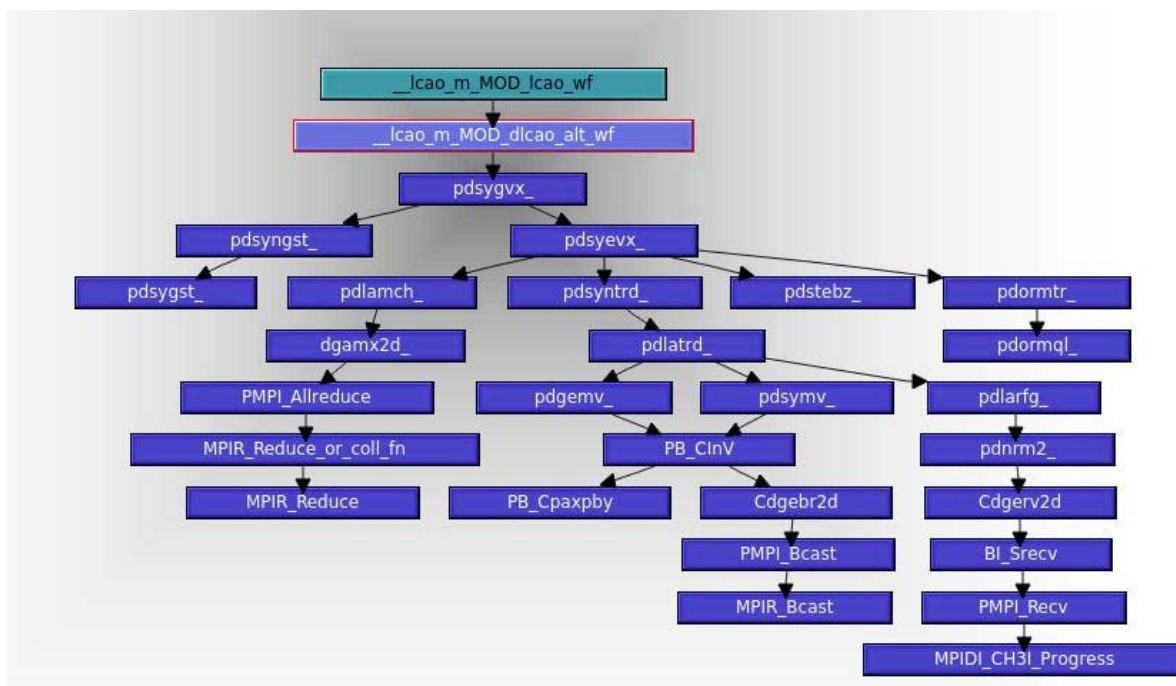 __lcao_m_MOD_lcao_wf
__lcao_m_MOD_dlcao_alt_wf
pdsygvx_
pdsyngst_
pdsyevx_
pdsygst_
pdlamch_
pdsyntrd_
pdstebz_
pdormtr_
dgamx2d_
pdlatrd_
pdormql_
PMPI_Allreduce
pdgemv_
pdsymv_
pdlarfg_
MPIR_Reduce_or_coll_fn
PB_CInV
pdnrm2_
MPIR_Reduce
PB_Cpaxpby
Cdgebr2d
Cdgerv2d
PMPI_Bcast
BI_Srecv
MPIR_Bcast
PMPI_Recv
MPIDI_CH3I_Progress